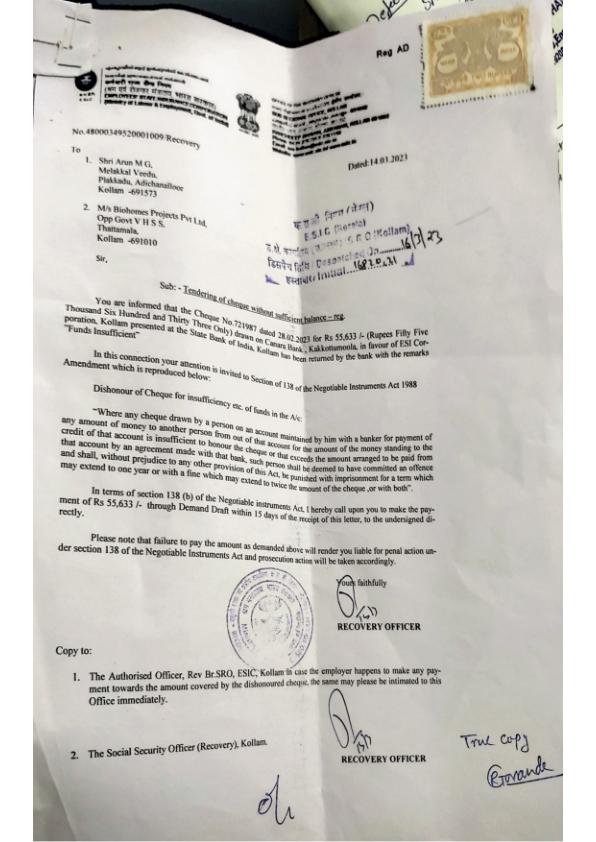 Reg AD
No.48000349520001009/Recovery
Dated:14.03.2023
To
1. Shri Arun M G,
Melakkal Veedu,
Plakkadu, Adichanalloor
Kollam -691573
2. M/s Biohomes Projects Pvt Ltd,
Opp Govt V H S S,
Thattamala,
Kollam -691010
E.S.I.C (Kerala)
(Kollam)
16/3/23
Sir,
Sub: - Tendering of cheque without sufficient balance – reg.
You are informed that the Cheque No.721987 dated 28.02.2023 for Rs 55,633 /- (Rupees Fifty Five
Thousand Six Hundred and Thirty Three Only) drawn on Canara Bank, Kakkottumoola, in favour of ESI Cor-
poration, Kollam presented at the State Bank of India, Kollam has been returned by the bank with the remarks
"Funds Insufficient"
In this connection your attention is invited to Section of 138 of the Negotiable Instruments Act 1988
Amendment which is reproduced below:
Dishonour of Cheque for insufficiency etc. of funds in the A/c:
"Where any cheque drawn by a person on an account maintained by him with a banker for payment of
any amount of money to another person from out of that account for the amount of the money standing to the
credit of that account is insufficient to honour the cheque or that exceeds the amount arranged to be paid from
that account by an agreement made with that bank, such person shall be deemed to have committed an offence
and shall, without prejudice to any other provision of this Act, be punished with imprisonment for a term which
may extend to one year or with a fine which may extend to twice the amount of the cheque ,or with both".
In terms of section 138 (b) of the Negotiable instruments Act, I hereby call upon you to make the pay-
ment of Rs 55,633 /- through Demand Draft within 15 days of the receipt of this letter, to the undersigned di-
rectly.
Please note that failure to pay the amount as demanded above will render you liable for penal action un-
der section 138 of the Negotiable Instruments Act and prosecution action will be taken accordingly.
Yours faithfully
RECOVERY OFFICER
Copy to:
1. The Authorised Officer, Rev Br.SRO, ESIC, Kollam in case the employer happens to make any pay-
ment towards the amount covered by the dishonoured cheque, the same may please be intimated to this
Office immediately.
2. The Social Security Officer (Recovery), Kollam.
RECOVERY OFFICER
True Copy